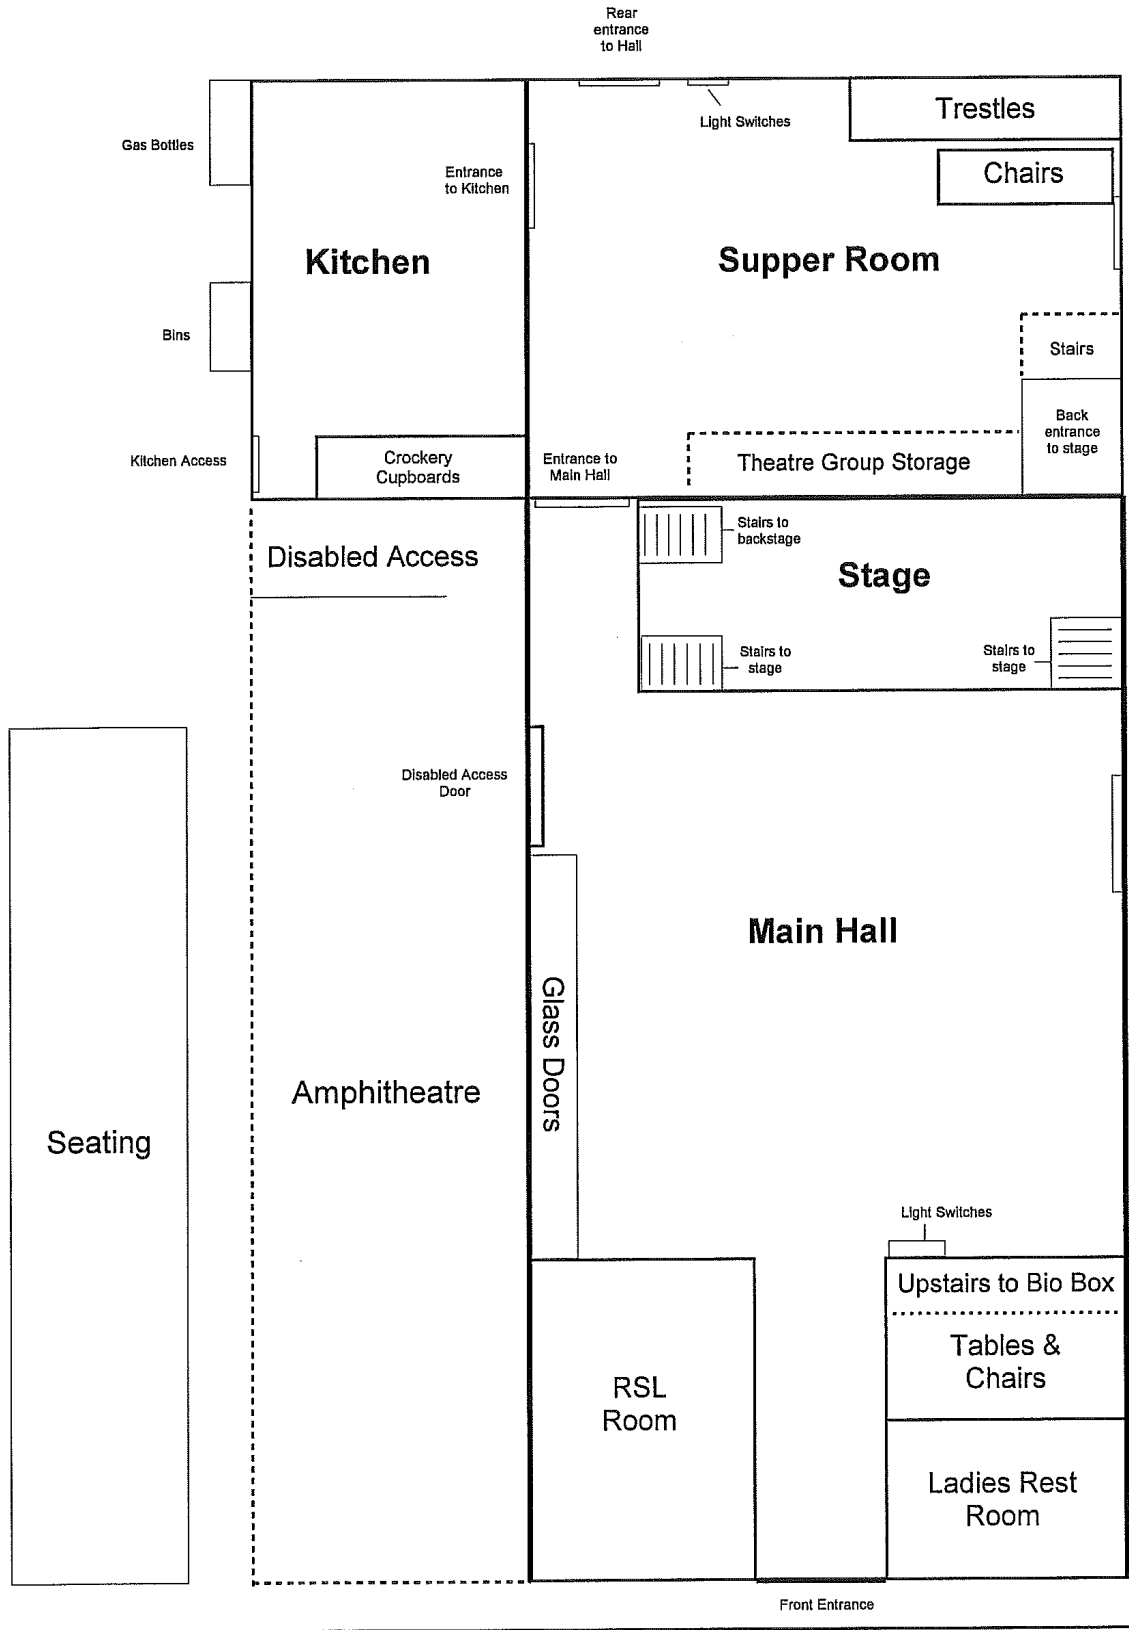 Rear
entrance
to Hall
Trestles
Light Switches
Gas Bottles
Entrance
to Kitchen
Chairs
Kitchen
Supper Room
Bins
Stairs
Back
entrance
to stage
Kitchen Access
Crockery
Cupboards
Entrance to
Main Hall
Theatre Group Storage
Disabled Access
Stairs to
backstage
Stage
Stairs to
stage
Stairs to
stage
Disabled Access
Door
Main Hall
Glass Doors
Amphitheatre
Seating
Light Switches
Upstairs to Bio Box
Tables &
Chairs
RSL
Room
Ladies Rest
Room
Front Entrance